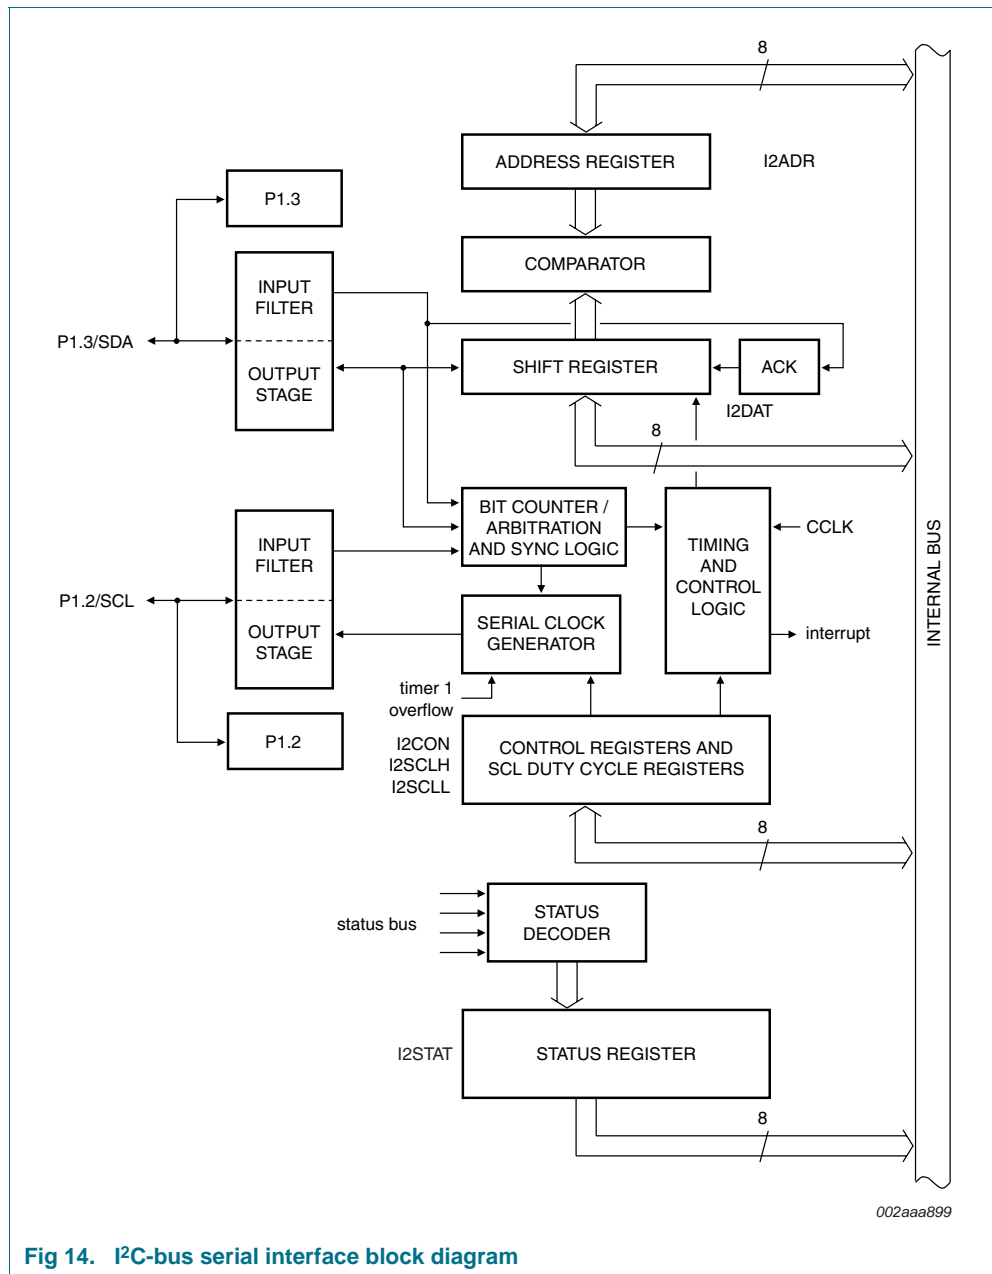 8
ADDRESS REGISTER
I2ADR
P1.3
COMPARATOR
INPUT
FILTER
P1.3/SDA
OUTPUT
STAGE
SHIFT REGISTER
ACK
I2DAT
8
BIT COUNTER /
ARBITRATION
AND SYNC LOGIC
INPUT
FILTER
TIMING
AND
CONTROL
LOGIC
CCLK
INTERNAL BUS
P1.2/SCL
OUTPUT
STAGE
SERIAL CLOCK
GENERATOR
interrupt
timer 1
overflow
P1.2
I2CON
I2SCLH
I2SCLL
CONTROL REGISTERS AND
SCL DUTY CYCLE REGISTERS
8
status bus
STATUS
DECODER
I2STAT
STATUS REGISTER
8
002aaa899
Fig 14. I²C-bus serial interface block diagram